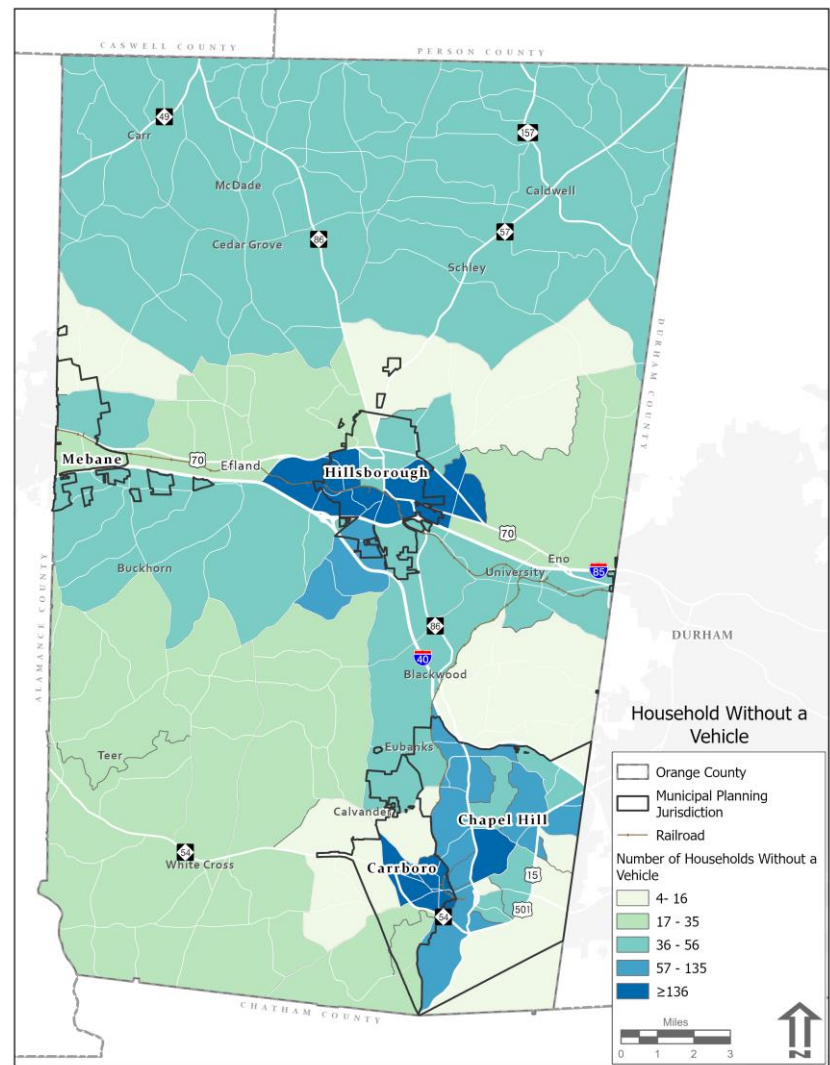 CASWELL COUNTY
PERSON COUNTY
49
Carr
157
McDade
Caldwell
86
57
Cedar Grove
Schley
DURHAM COUNTY
Mebane
70
Efland
Hillsborough
70
Eno
85
University
Buckhorn
ALAMANCE COUNTY
86
DURHAM
40
Blackwood
Teer
Eubanks
Calvander
Chapel Hill
54
White Cross
Carrboro
15
501
54
CHATHAM COUNTY
Household Without a
Vehicle
Orange County
Municipal Planning
Jurisdiction
Railroad
Number of Households Without a
Vehicle
4- 16
17 - 35
36 - 56
57 - 135
≥136
Miles
0 1 2 3
N